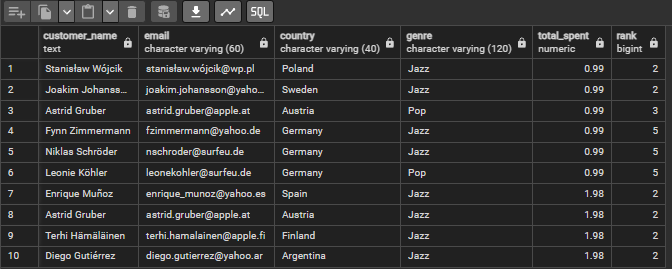 SQL
customer_name email country genre total_spent rank
text character varying (60) character varying (40) character varying (120) numeric bigint
1 Stanisław Wójcik stanisław.wójcik@wp.pl Poland Jazz 0.99 2
2 Joakim Johanss... joakim.johansson@yaho... Sweden Jazz 0.99 2
3 Astrid Gruber astrid.gruber@apple.at Austria Pop 0.99 3
4 Fynn Zimmermann fzimmermann@yahoo.de Germany Jazz 0.99 5
5 Niklas Schröder nschroder@surfeu.de Germany Jazz 0.99 5
6 Leonie Köhler leonekohler@surfeu.de Germany Pop 0.99 5
7 Enrique Muñoz enrique_munoz@yahoo.es Spain Jazz 1.98 2
8 Astrid Gruber astrid.gruber@apple.at Austria Jazz 1.98 2
9 Terhi Hämäläinen terhi.hamalainen@apple.fi Finland Jazz 1.98 2
10 Diego Gutiérrez diego.gutierrez@yahoo.ar Argentina Jazz 1.98 2